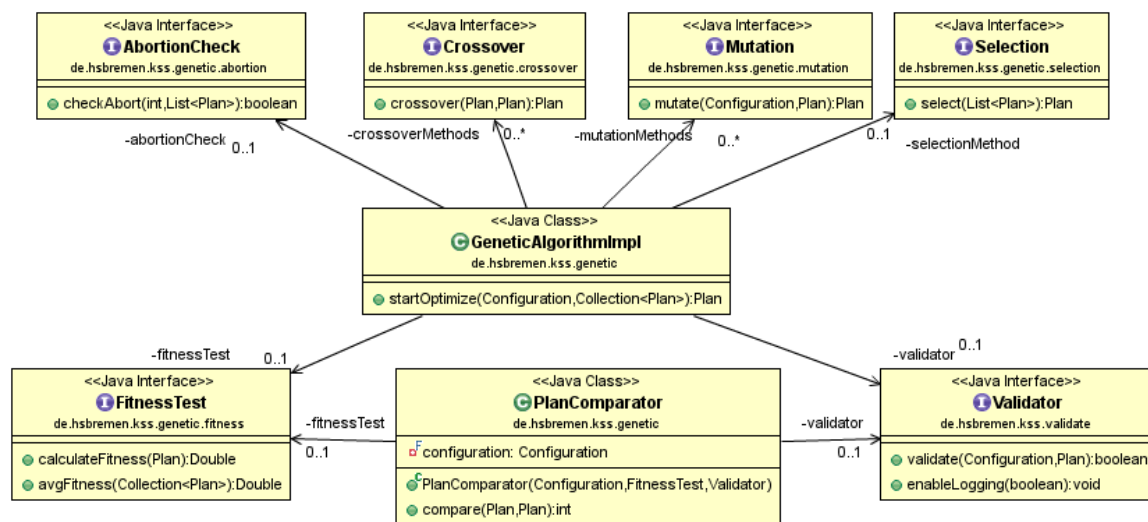 <<Java Interface>>
I AbortionCheck
de.hsbremen.kss.genetic.abortion
checkAbort(int,List<Plan>):boolean
<<Java Interface>>
I Crossover
de.hsbremen.kss.genetic.crossover
crossover(Plan,Plan):Plan
<<Java Interface>>
I Mutation
de.hsbremen.kss.genetic.mutation
mutate(Configuration,Plan):Plan
<<Java Interface>>
I Selection
de.hsbremen.kss.genetic.selection
select(List<Plan>):Plan
-abortionCheck
0..1
-crossoverMethods
0..*
-mutationMethods
0..*
0..1
-selectionMethod
<<Java Class>>
C GeneticAlgorithmImpl
de.hsbremen.kss.genetic
startOptimize(Configuration,Collection<Plan>):Plan
-fitnessTest
0..1
-validator
0..1
<<Java Interface>>
I FitnessTest
de.hsbremen.kss.genetic.fitness
calculateFitness(Plan):Double
avgFitness(Collection<Plan>):Double
-fitnessTest
0..1
<<Java Class>>
C PlanComparator
de.hsbremen.kss.genetic
F configuration: Configuration
C PlanComparator(Configuration,FitnessTest,Validator)
compare(Plan,Plan):int
-validator
0..1
<<Java Interface>>
I Validator
de.hsbremen.kss.validate
validate(Configuration,Plan):boolean
enableLogging(boolean):void